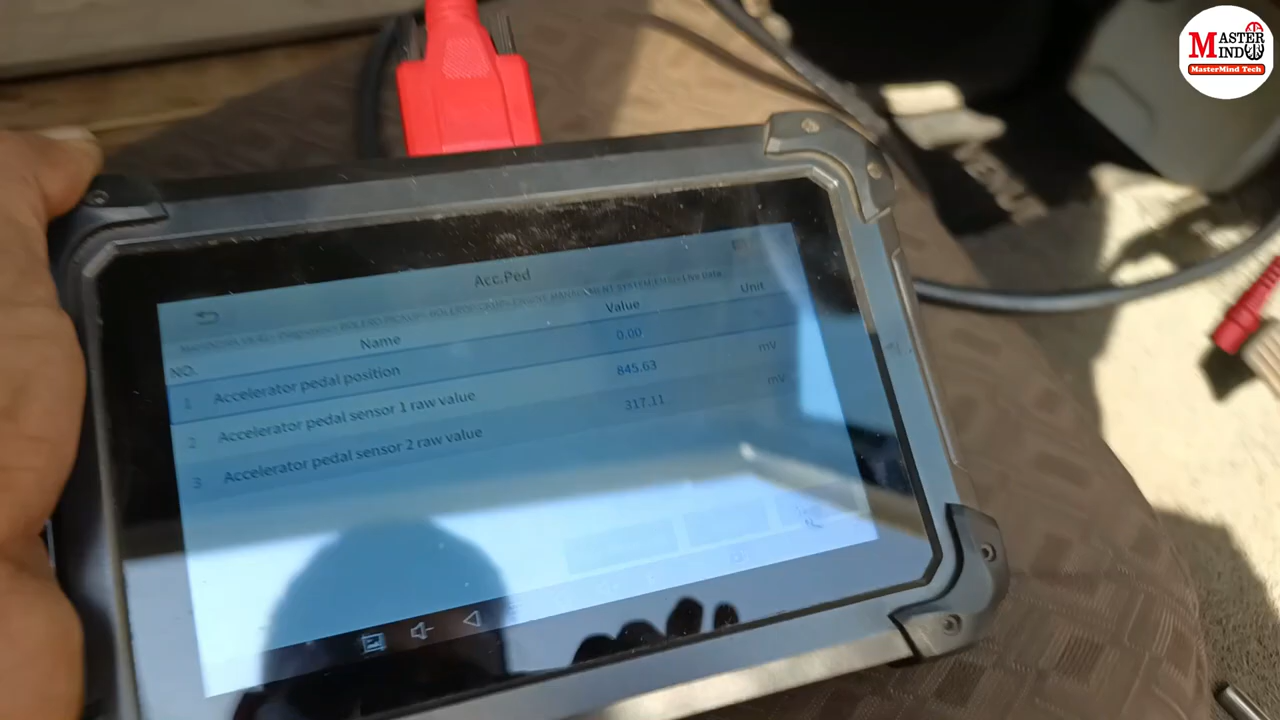 MASTER
MIND
MasterMind Tech
Acc.Ped
NO. Name Value Unit
1 Accelerator pedal position 0.00
2 Accelerator pedal sensor 1 raw value 845.63 mV
3 Accelerator pedal sensor 2 raw value 317.11 mV